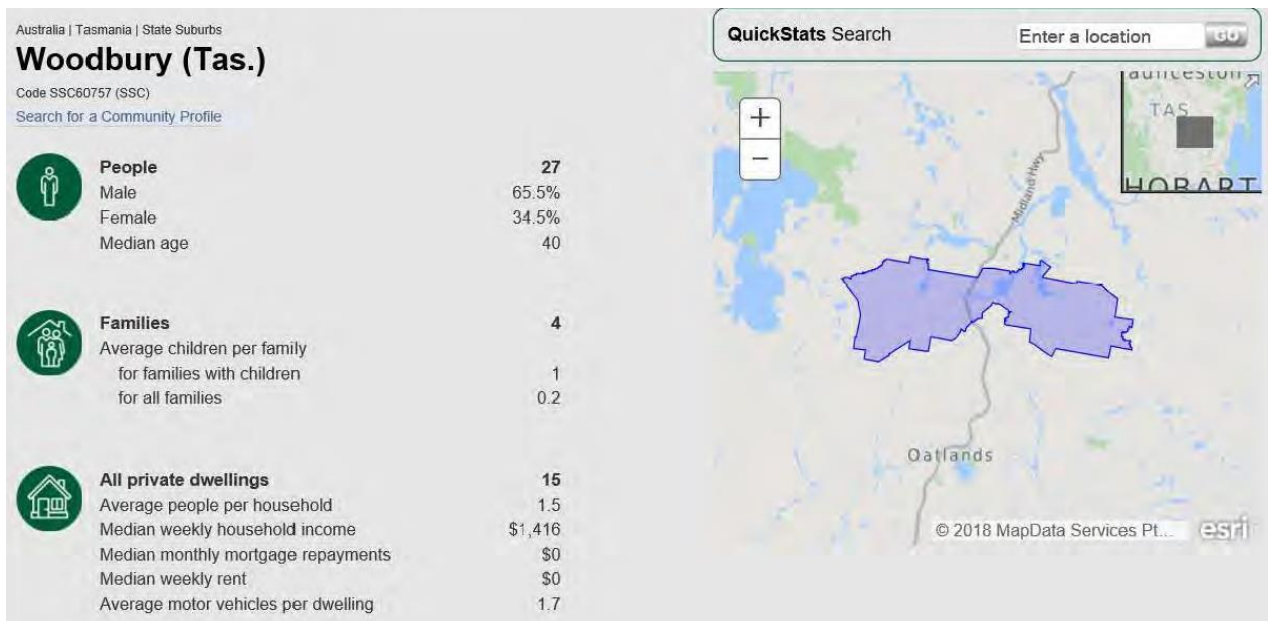 Australia | Tasmania | State Suburbs
Woodbury (Tas.)
Code SSC60757 (SSC)
Search for a Community Profile
People 27
Male 65.5%
Female 34.5%
Median age 40
Families 4
Average children per family
for families with children 1
for all families 0.2
All private dwellings 15
Average people per household 1.5
Median weekly household income $1,416
Median monthly mortgage repayments $0
Median weekly rent $0
Average motor vehicles per dwelling 1.7
QuickStats Search Enter a location GO
+
−
TAS
HOBART
Midland Hwy
Oatlands
© 2018 MapData Services Pt...
esri